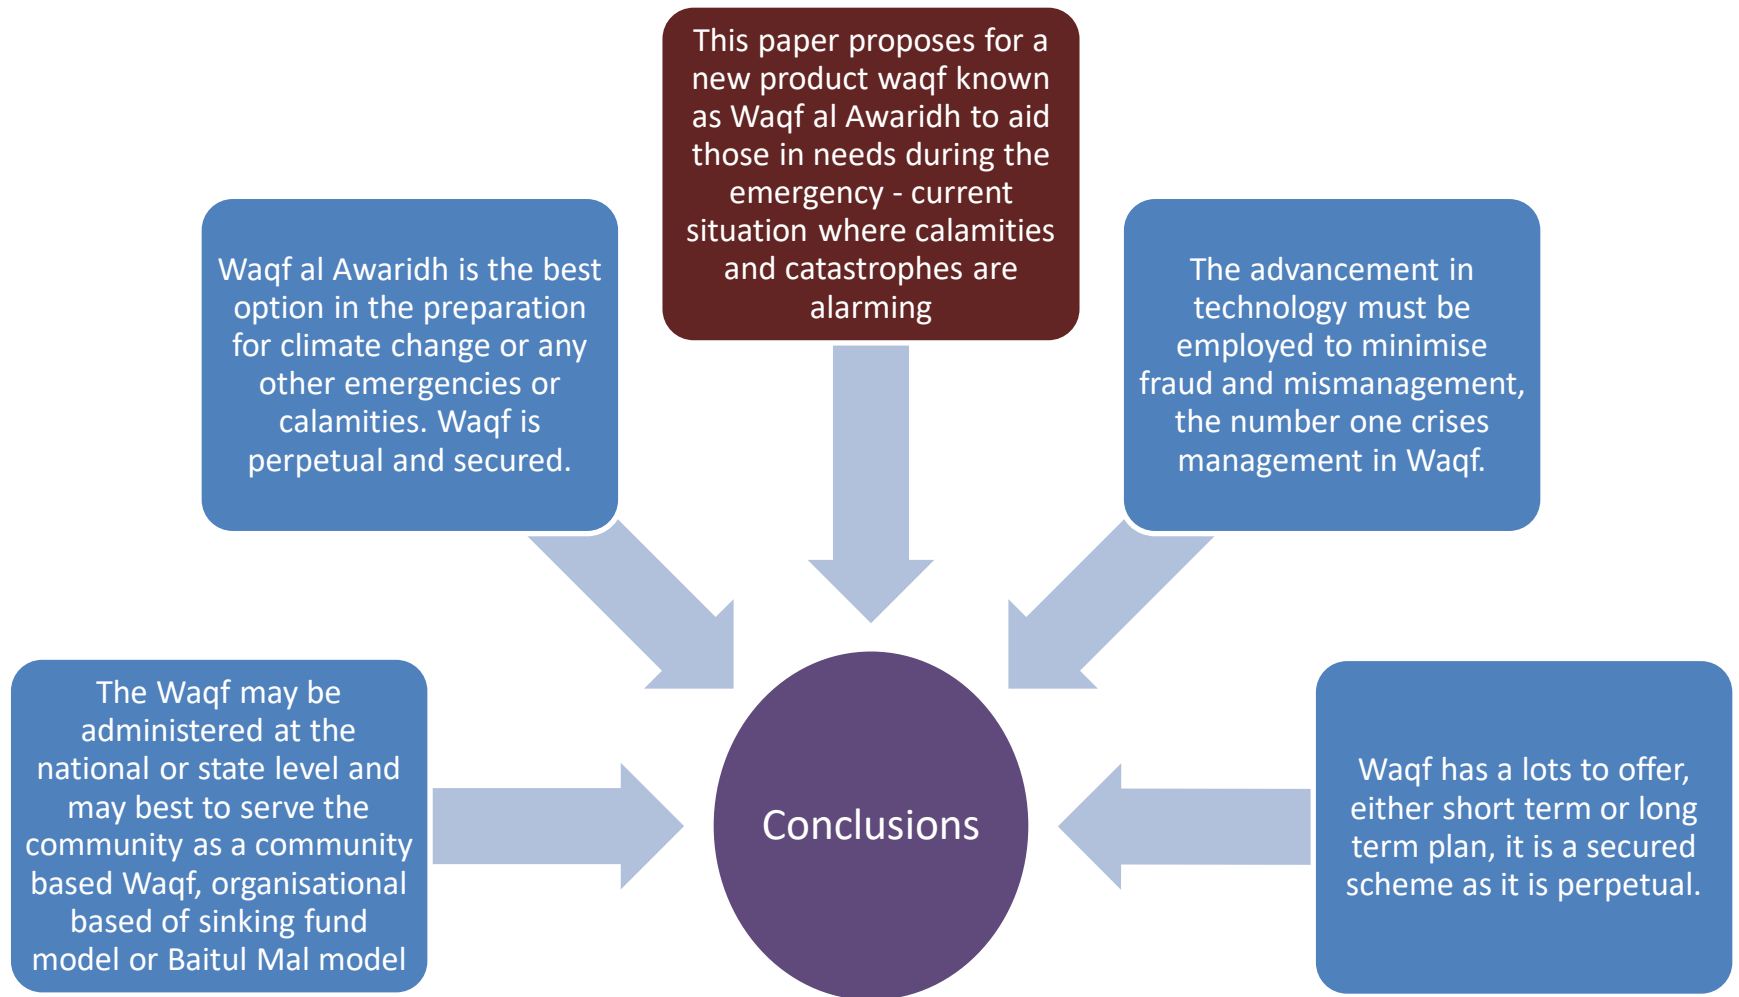 This paper proposes for a
new product waqf known
as Waqf al Awaridh to aid
those in needs during the
emergency - current
situation where calamities
and catastrophes are
alarming
Waqf al Awaridh is the best
option in the preparation
for climate change or any
other emergencies or
calamities. Waqf is
perpetual and secured.
The advancement in
technology must be
employed to minimise
fraud and mismanagement,
the number one crises
management in Waqf.
The Waqf may be
administered at the
national or state level and
may best to serve the
community as a community
based Waqf, organisational
based of sinking fund
model or Baitul Mal model
Conclusions
Waqf has a lots to offer,
either short term or long
term plan, it is a secured
scheme as it is perpetual.